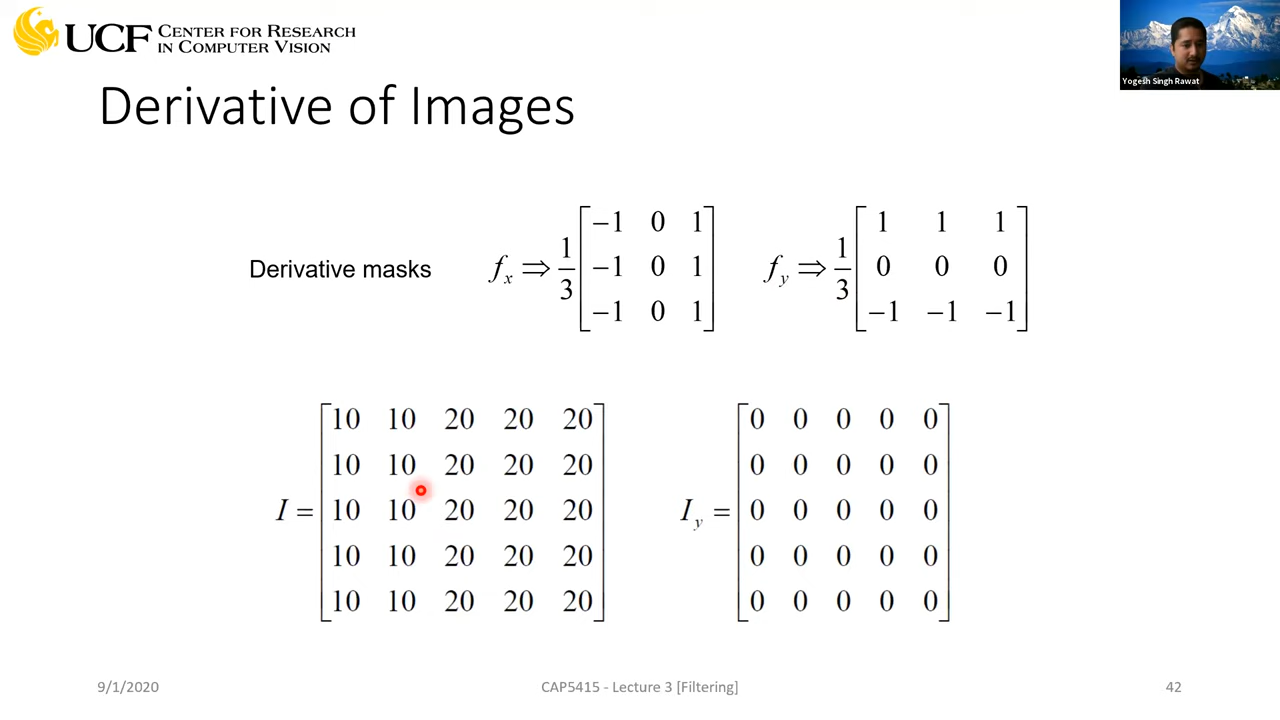 UCF CENTER FOR RESEARCH
IN COMPUTER VISION
Yogesh Singh Rawat
Derivative of Images
Derivative masks
f_x ⇒ 1/3 [−1 0 1
−1 0 1
−1 0 1]
f_y ⇒ 1/3 [1 1 1
0 0 0
−1 −1 −1]
I = [10 10 20 20 20
10 10 20 20 20
10 10 20 20 20
10 10 20 20 20
10 10 20 20 20]
I_y = [0 0 0 0 0
0 0 0 0 0
0 0 0 0 0
0 0 0 0 0
0 0 0 0 0]
9/1/2020
CAP5415 - Lecture 3 [Filtering]
42